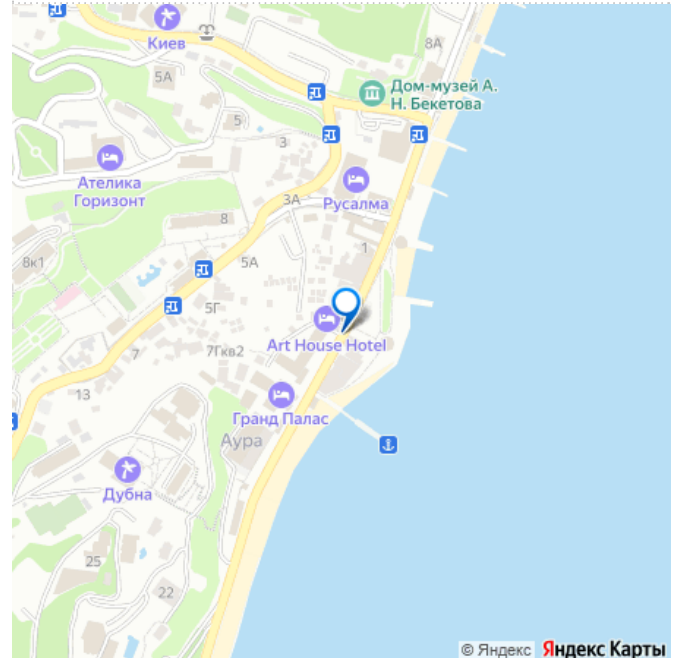 Киев
8А
5А
Дом-музей А.
Н. Бекетова
5
3
Ателика
Горизонт
Русалма
3А
8
1
8к1
5А
5Г
Art House Hotel
7
7Гкв2
13
Гранд Палас
Аура
Дубна
25
22
© Яндекс Яндекс Карты